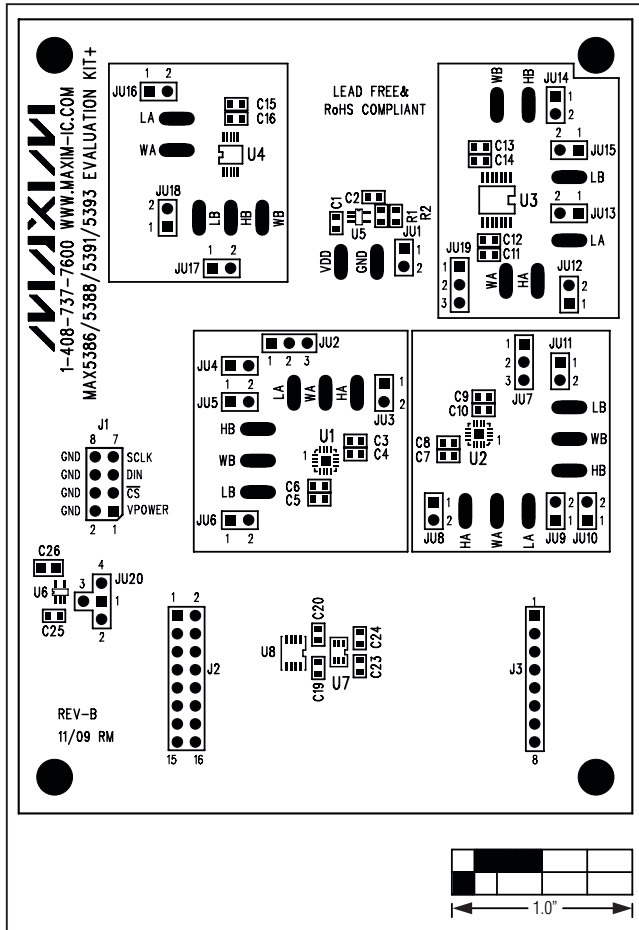 MAXIM
1-408-737-7600 WWW.MAXIM-IC.COM
MAX5386/5388/5391/5393 EVALUATION KIT+
1 2
JU16
LA
WA
C15
C16
U4
JU18
2
1
LB
HB
WB
JU17
1 2
LEAD FREE&
RoHS COMPLIANT
C1
C2
U5
R1
R2
VDD
GND
JU1
1
2
WB
HB
JU14
1
2
C13
C14
2 1
JU15
LB
U3
2 1
JU13
LA
C12
C11
JU19
1
2
3
WA
HA
JU12
2
1
JU2
1 2 3
JU4
1 2
JU5
1 2
LA
WA
HA
1
2
JU3
HB
WB
LB
U1
1
C3
C4
C6
C5
JU6
1 2
1
2
3
JU7
JU11
1
2
C9
C10
LB
WB
HB
C8
C7
U2
1
1
2
JU8
HA
WA
LA
2
1
JU9
2
1
JU10
J1
8 7
GND SCLK
GND DIN
GND CS
GND VPOWER
2 1
C26
U6
C25
4
JU20
3
1
2
1 2
J2
15 16
U8
C20
C19
U7
C24
C23
1
J3
8
REV-B
11/09 RM
1.0"